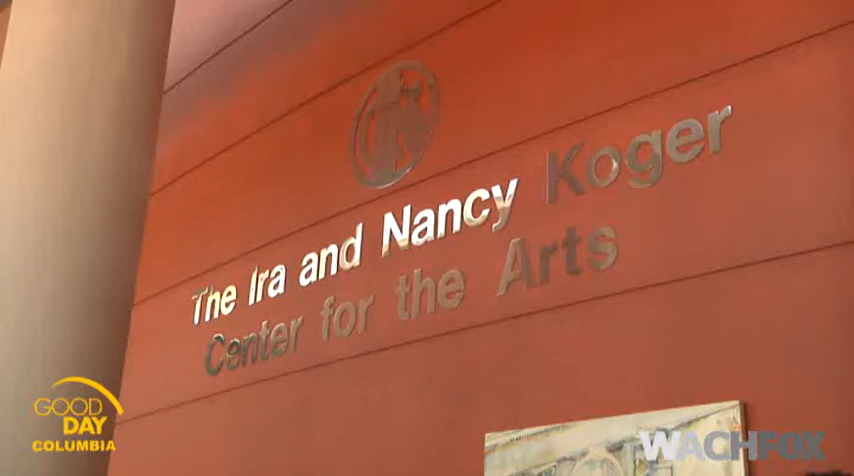 The Ira and Nancy Koger
Center for the Arts
GOOD
DAY
COLUMBIA
WACHFOX